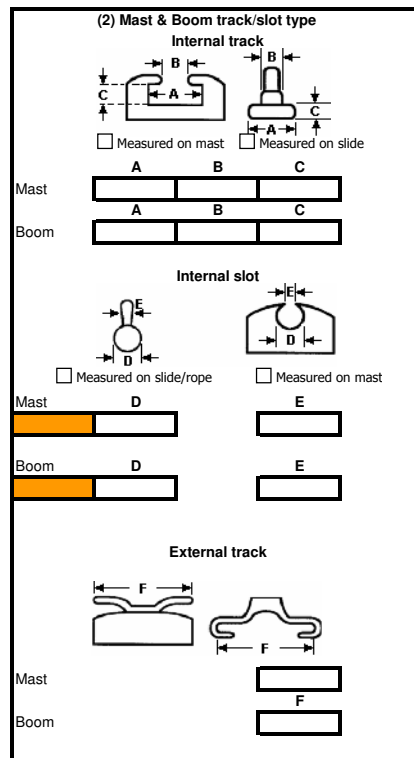 (2) Mast & Boom track/slot type
Internal track
B B
C A C
A
Measured on mast Measured on slide
A B C
Mast
A B C
Boom
Internal slot
E E
D D
Measured on slide/rope Measured on mast
Mast D E
Boom D E
External track
F
F
Mast
F
Boom